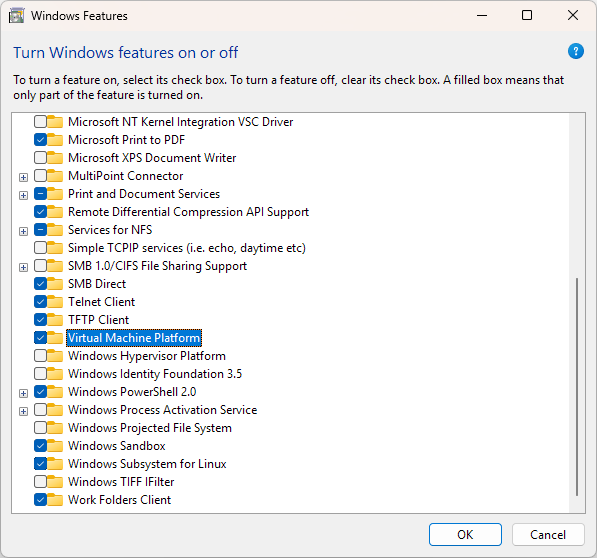 Windows Features
Turn Windows features on or off
?
To turn a feature on, select its check box. To turn a feature off, clear its check box. A filled box means that
only part of the feature is turned on.
Microsoft NT Kernel Integration VSC Driver
Microsoft Print to PDF
Microsoft XPS Document Writer
MultiPoint Connector
Print and Document Services
Remote Differential Compression API Support
Services for NFS
Simple TCPIP services (i.e. echo, daytime etc)
SMB 1.0/CIFS File Sharing Support
SMB Direct
Telnet Client
TFTP Client
Virtual Machine Platform
Windows Hypervisor Platform
Windows Identity Foundation 3.5
Windows PowerShell 2.0
Windows Process Activation Service
Windows Projected File System
Windows Sandbox
Windows Subsystem for Linux
Windows TIFF IFilter
Work Folders Client
OK
Cancel